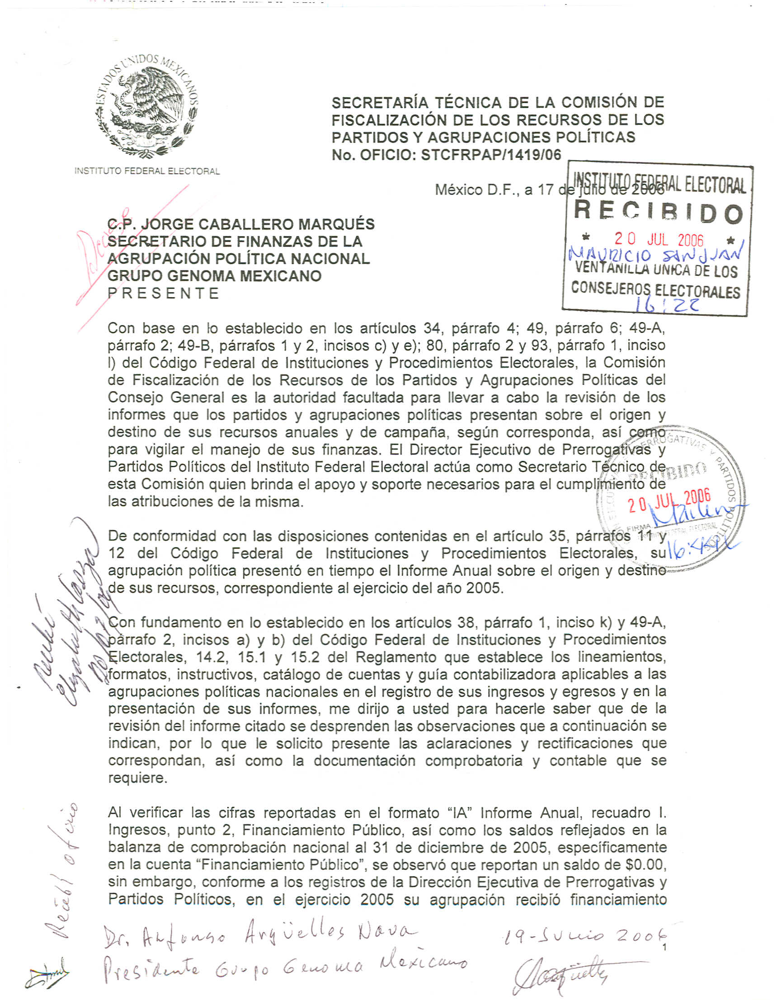 ESTADOS UNIDOS MEXICANOS
INSTITUTO FEDERAL ELECTORAL
SECRETARÍA TÉCNICA DE LA COMISIÓN DE
FISCALIZACIÓN DE LOS RECURSOS DE LOS
PARTIDOS Y AGRUPACIONES POLÍTICAS
No. OFICIO: STCFRPAP/1419/06
México D.F., a 17 de julio de 2006
INSTITUTO FEDERAL ELECTORAL
RECIBIDO
* 20 JUL 2006 *
MAURICIO SANJUAN
VENTANILLA UNICA DE LOS
CONSEJEROS ELECTORALES
16:22
C.P. JORGE CABALLERO MARQUÉS
SECRETARIO DE FINANZAS DE LA
AGRUPACIÓN POLÍTICA NACIONAL
GRUPO GENOMA MEXICANO
P R E S E N T E
Con base en lo establecido en los artículos 34, párrafo 4; 49, párrafo 6; 49-A,
párrafo 2; 49-B, párrafos 1 y 2, incisos c) y e); 80, párrafo 2 y 93, párrafo 1, inciso
l) del Código Federal de Instituciones y Procedimientos Electorales, la Comisión
de Fiscalización de los Recursos de los Partidos y Agrupaciones Políticas del
Consejo General es la autoridad facultada para llevar a cabo la revisión de los
informes que los partidos y agrupaciones políticas presentan sobre el origen y
destino de sus recursos anuales y de campaña, según corresponda, así como
para vigilar el manejo de sus finanzas. El Director Ejecutivo de Prerrogativas y
Partidos Políticos del Instituto Federal Electoral actúa como Secretario Técnico de
esta Comisión quien brinda el apoyo y soporte necesarios para el cumplimiento de
las atribuciones de la misma.
PRERROGATIVAS Y PARTIDOS POLITICOS
RECIBIDO
20 JUL 2006
FIRMA
INSTITUTO FEDERAL ELECTORAL
De conformidad con las disposiciones contenidas en el artículo 35, párrafos 11 y
12 del Código Federal de Instituciones y Procedimientos Electorales, su
agrupación política presentó en tiempo el Informe Anual sobre el origen y destino
de sus recursos, correspondiente al ejercicio del año 2005.
Con fundamento en lo establecido en los artículos 38, párrafo 1, inciso k) y 49-A,
párrafo 2, incisos a) y b) del Código Federal de Instituciones y Procedimientos
Electorales, 14.2, 15.1 y 15.2 del Reglamento que establece los lineamientos,
formatos, instructivos, catálogo de cuentas y guía contabilizadora aplicables a las
agrupaciones políticas nacionales en el registro de sus ingresos y egresos y en la
presentación de sus informes, me dirijo a usted para hacerle saber que de la
revisión del informe citado se desprenden las observaciones que a continuación se
indican, por lo que le solicito presente las aclaraciones y rectificaciones que
correspondan, así como la documentación comprobatoria y contable que se
requiere.
Al verificar las cifras reportadas en el formato “IA” Informe Anual, recuadro I.
Ingresos, punto 2, Financiamiento Público, así como los saldos reflejados en la
balanza de comprobación nacional al 31 de diciembre de 2005, específicamente
en la cuenta “Financiamiento Público”, se observó que reportan un saldo de $0.00,
sin embargo, conforme a los registros de la Dirección Ejecutiva de Prerrogativas y
Partidos Políticos, en el ejercicio 2005 su agrupación recibió financiamiento
Recibí oficio
Dr. Alfonso Argüelles Nava
19-Julio 2006
1
Presidente Grupo Genoma Mexicano